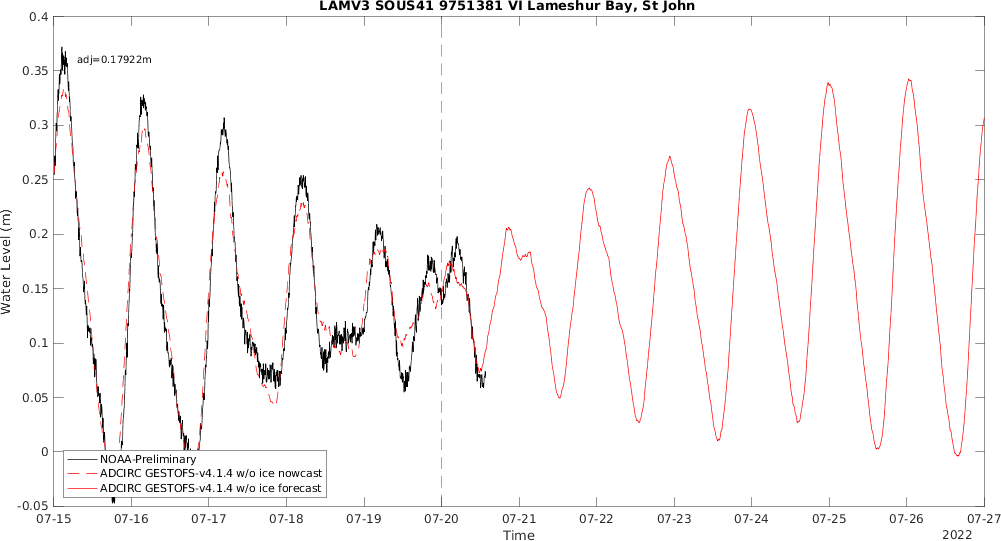 LAMV3 SOUS41 9751381 VI Lameshur Bay, St John
0.4
0.35
0.3
0.25
0.2
0.15
0.1
0.05
0
-0.05
Water Level (m)
adj=0.17922m
NOAA-Preliminary
ADCIRC GESTOFS-v4.1.4 w/o ice nowcast
ADCIRC GESTOFS-v4.1.4 w/o ice forecast
07-15 07-16 07-17 07-18 07-19 07-20 07-21 07-22 07-23 07-24 07-25 07-26 07-27
Time
2022